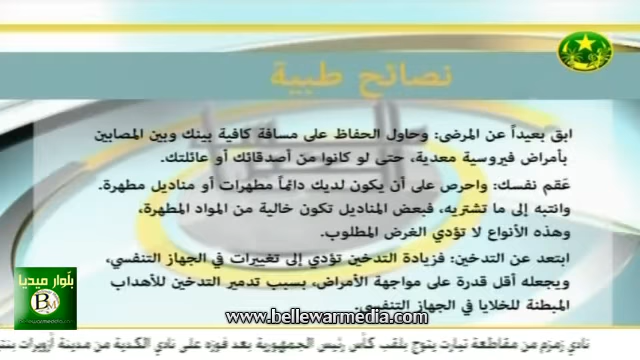 نصائح طبية
ابق بعيداً عن المرضى: وحاول الحفاظ على مسافة كافية بينك وبين المصابين
بأمراض فيروسية معدية، حتى لو كانوا من أصدقائك أو عائلتك.
عَقم نفسك: واحرص على أن يكون لديك دائماً مطهرات أو مناديل مطهرة.
وانتبه إلى ما تشتريه، فبعض المناديل تكون خالية من المواد المطهرة،
وهذه الأنواع لا تؤدي الغرض المطلوب.
ابتعد عن التدخين: فزيادة التدخين تؤدي إلى تغييرات في الجهاز التنفسي،
ويجعله أقل قدرة على مواجهة الأمراض، بسبب تدمير التدخين للأهداب
المبطنة للخلايا في الجهاز التنفسي.
بلّوار ميديا
B
www.bellewarmedia.com
نادي زمزم من مقاطعة تيارت يتوج بلقب كأس رئيس الجمهورية بعد فوزه على نادي الكدية من مدينة أزويرات